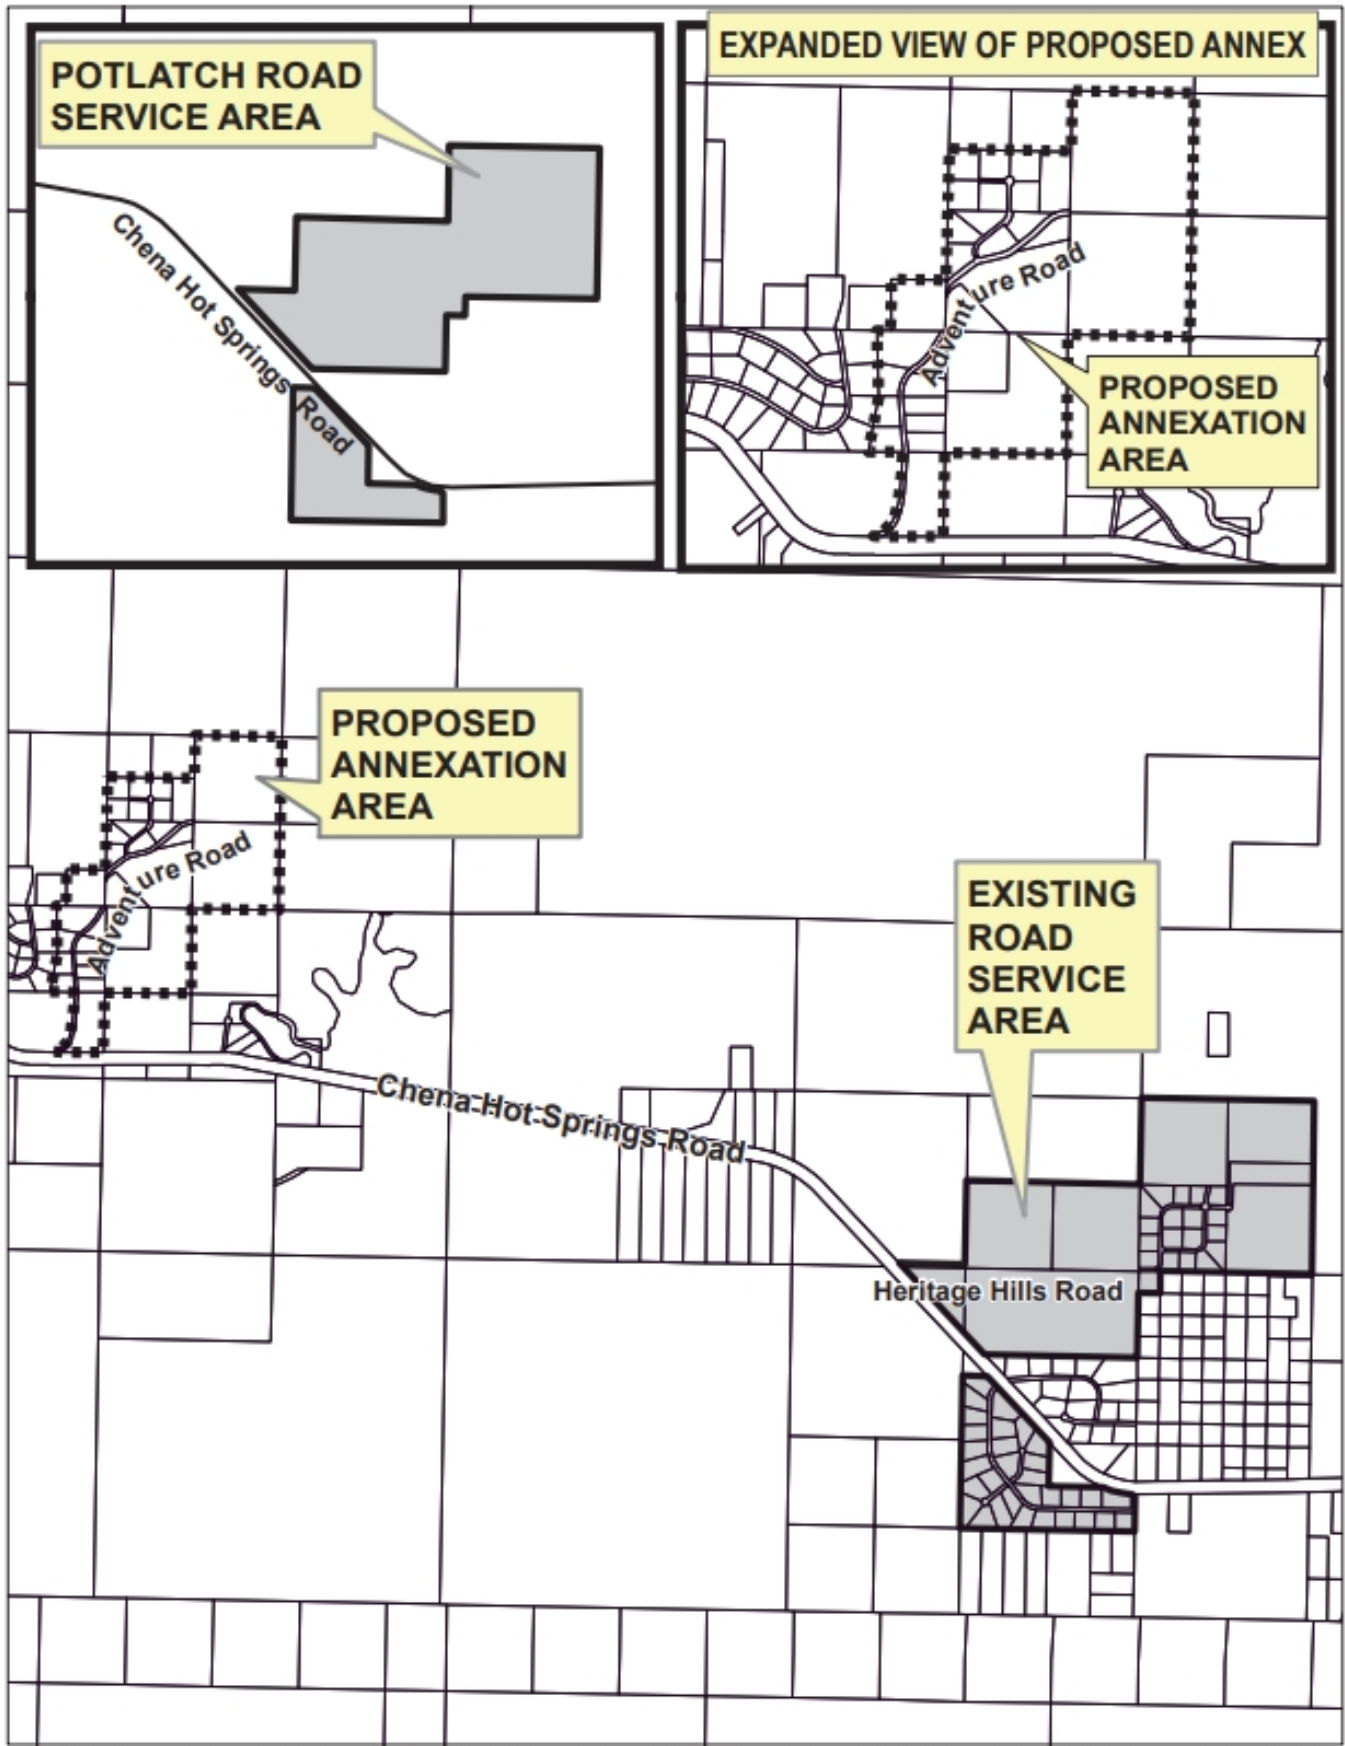 POTLATCH ROAD
SERVICE AREA
Chena Hot Springs Road
EXPANDED VIEW OF PROPOSED ANNEX
Adventure Road
PROPOSED
ANNEXATION
AREA
PROPOSED
ANNEXATION
AREA
Adventure Road
EXISTING
ROAD
SERVICE
AREA
Chena Hot Springs Road
Heritage Hills Road